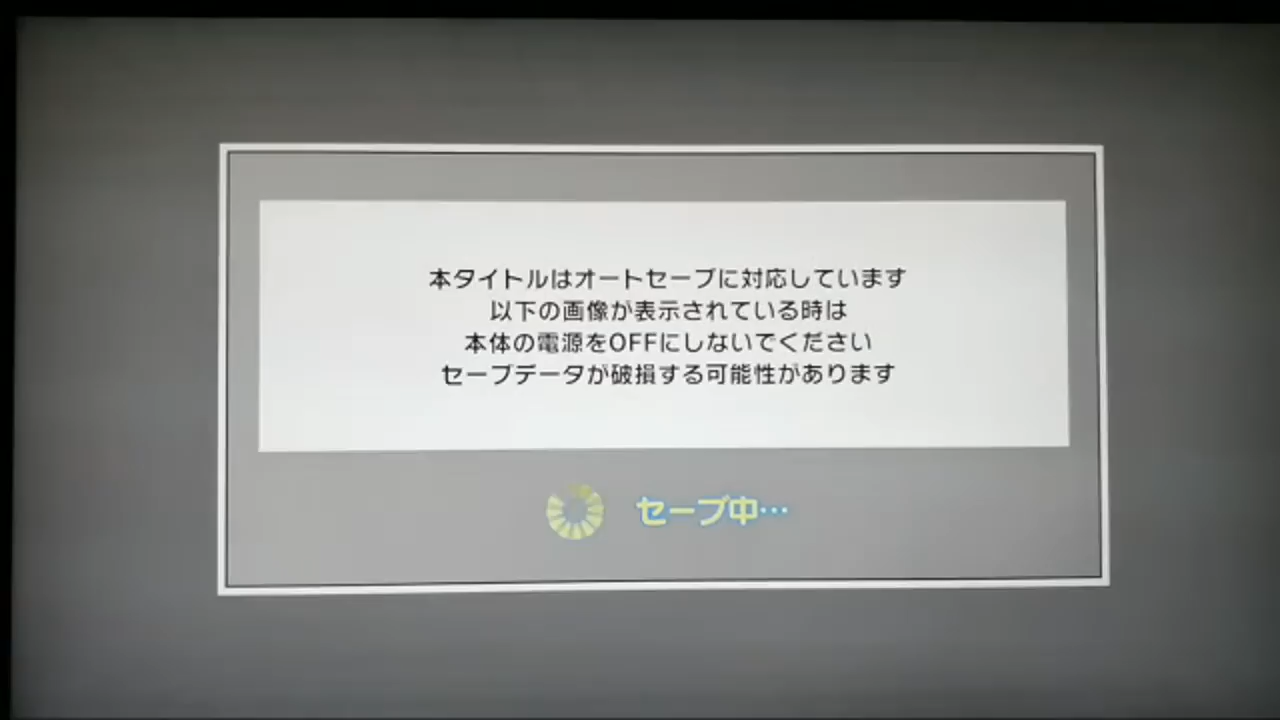 本タイトルはオートセーブに対応しています
以下の画像が表示されている時は
本体の電源をOFFにしないでください
セーブデータが破損する可能性があります
セーブ中…